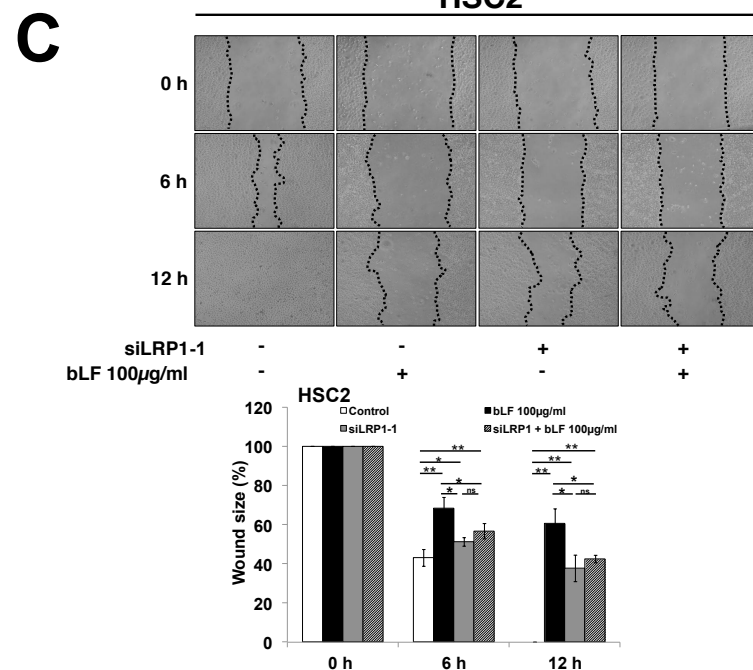 HSC2
C
0 h
6 h
12 h
siLRP1-1 - - + +
bLF 100µg/ml - + - +
HSC2
Control bLF 100µg/ml
siLRP1-1 siLRP1 + bLF 100µg/ml
Wound size (%)
120
100
80
60
40
20
0
** **
* **
** **
* *
* ns * ns
0 h 6 h 12 h